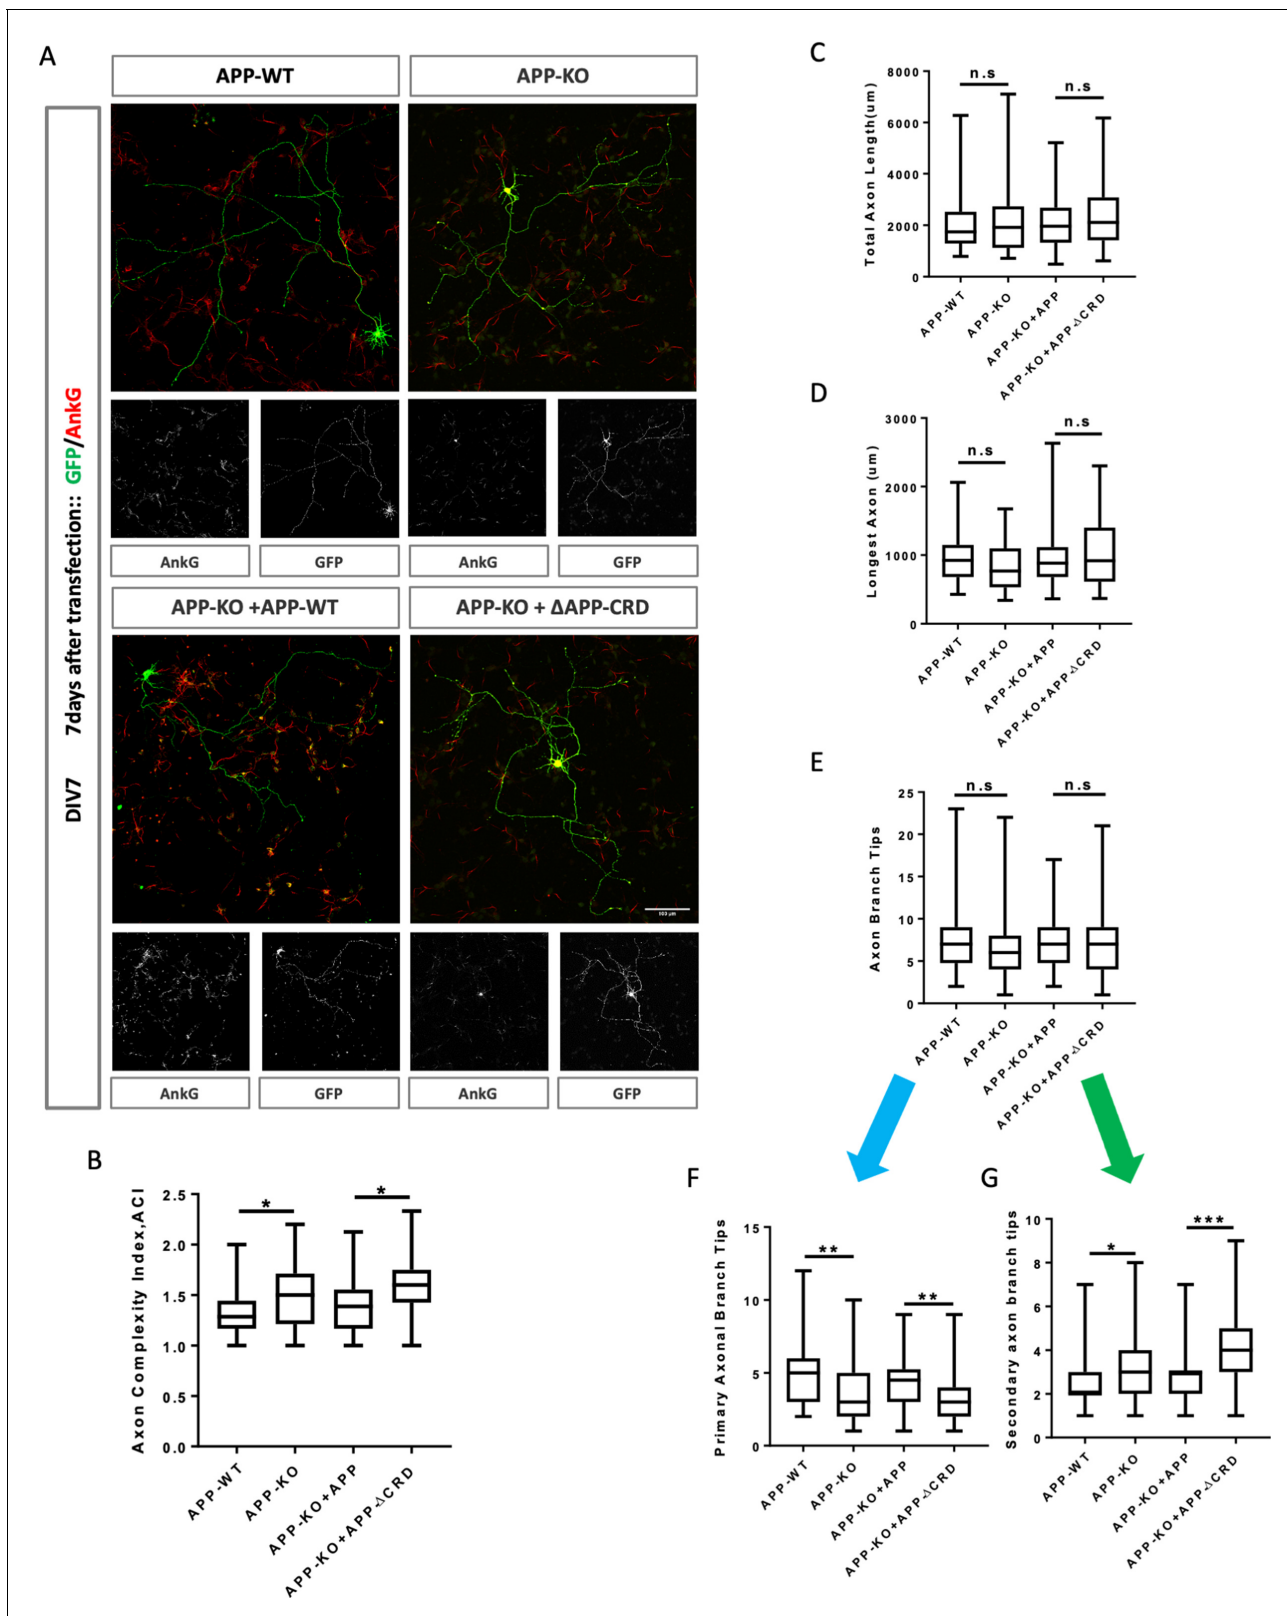 A
APP-WT
APP-KO
DIV7 7days after transfection:: GFP/AnkG
AnkG
GFP
AnkG
GFP
APP-KO +APP-WT
APP-KO + ΔAPP-CRD
AnkG
GFP
AnkG
GFP
B
Axon Complexity Index,ACI
2.5
2.0
1.5
1.0
0.5
0.0
*
*
APP-WT
APP-KO
APP-KO+APP
APP-KO+APP-ΔCRD
C
Total Axon Length(um)
8000
6000
4000
2000
0
n.s
n.s
APP-WT
APP-KO
APP-KO+APP
APP-KO+APP-ΔCRD
D
Longest Axon (um)
3000
2000
1000
0
n.s
n.s
APP-WT
APP-KO
APP-KO+APP
APP-KO+APP-ΔCRD
E
Axon Branch Tips
25
20
15
10
5
0
n.s
n.s
APP-WT
APP-KO
APP-KO+APP
APP-KO+APP-ΔCRD
F
Primary Axonal Branch Tips
15
10
5
0
**
**
APP-WT
APP-KO
APP-KO+APP
APP-KO+APP-ΔCRD
G
Secondary axon branch tips
10
8
6
4
2
0
*
***
APP-WT
APP-KO
APP-KO+APP
APP-KO+APP-ΔCRD